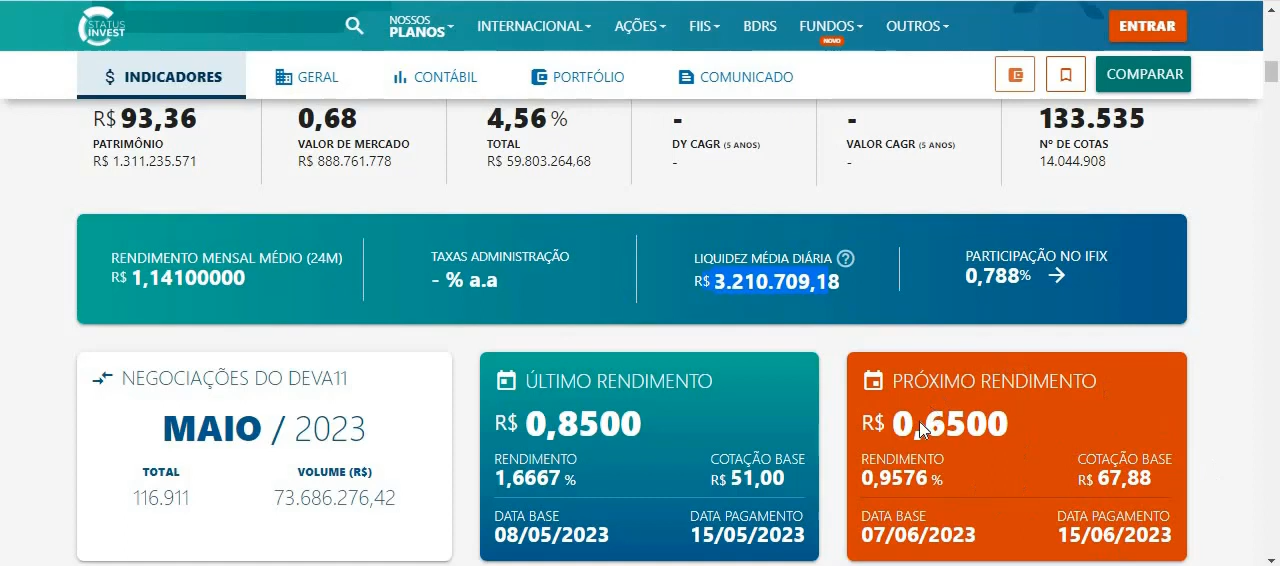 STATUS INVEST
NOSSOS PLANOS
INTERNACIONAL
AÇÕES
FIIS
BDRS
FUNDOS
NOVO
OUTROS
ENTRAR
$ INDICADORES
GERAL
CONTÁBIL
PORTFÓLIO
COMUNICADO
COMPARAR
R$ 93,36
PATRIMÔNIO
R$ 1.311.235.571
0,68
VALOR DE MERCADO
R$ 888.761.778
4,56 %
TOTAL
R$ 59.803.264,68
-
DY CAGR (5 ANOS)
-
-
VALOR CAGR (5 ANOS)
-
133.535
Nº DE COTAS
14.044.908
RENDIMENTO MENSAL MÉDIO (24M)
R$ 1,14100000
TAXAS ADMINISTRAÇÃO
- % a.a
LIQUIDEZ MÉDIA DIÁRIA ?
R$ 3.210.709,18
PARTICIPAÇÃO NO IFIX
0,788%
NEGOCIAÇÕES DO DEVA11
MAIO / 2023
TOTAL
116.911
VOLUME (R$)
73.686.276,42
ÚLTIMO RENDIMENTO
R$ 0,8500
RENDIMENTO
1,6667 %
COTAÇÃO BASE
R$ 51,00
DATA BASE
08/05/2023
DATA PAGAMENTO
15/05/2023
PRÓXIMO RENDIMENTO
R$ 0,6500
RENDIMENTO
0,9576 %
COTAÇÃO BASE
R$ 67,88
DATA BASE
07/06/2023
DATA PAGAMENTO
15/06/2023